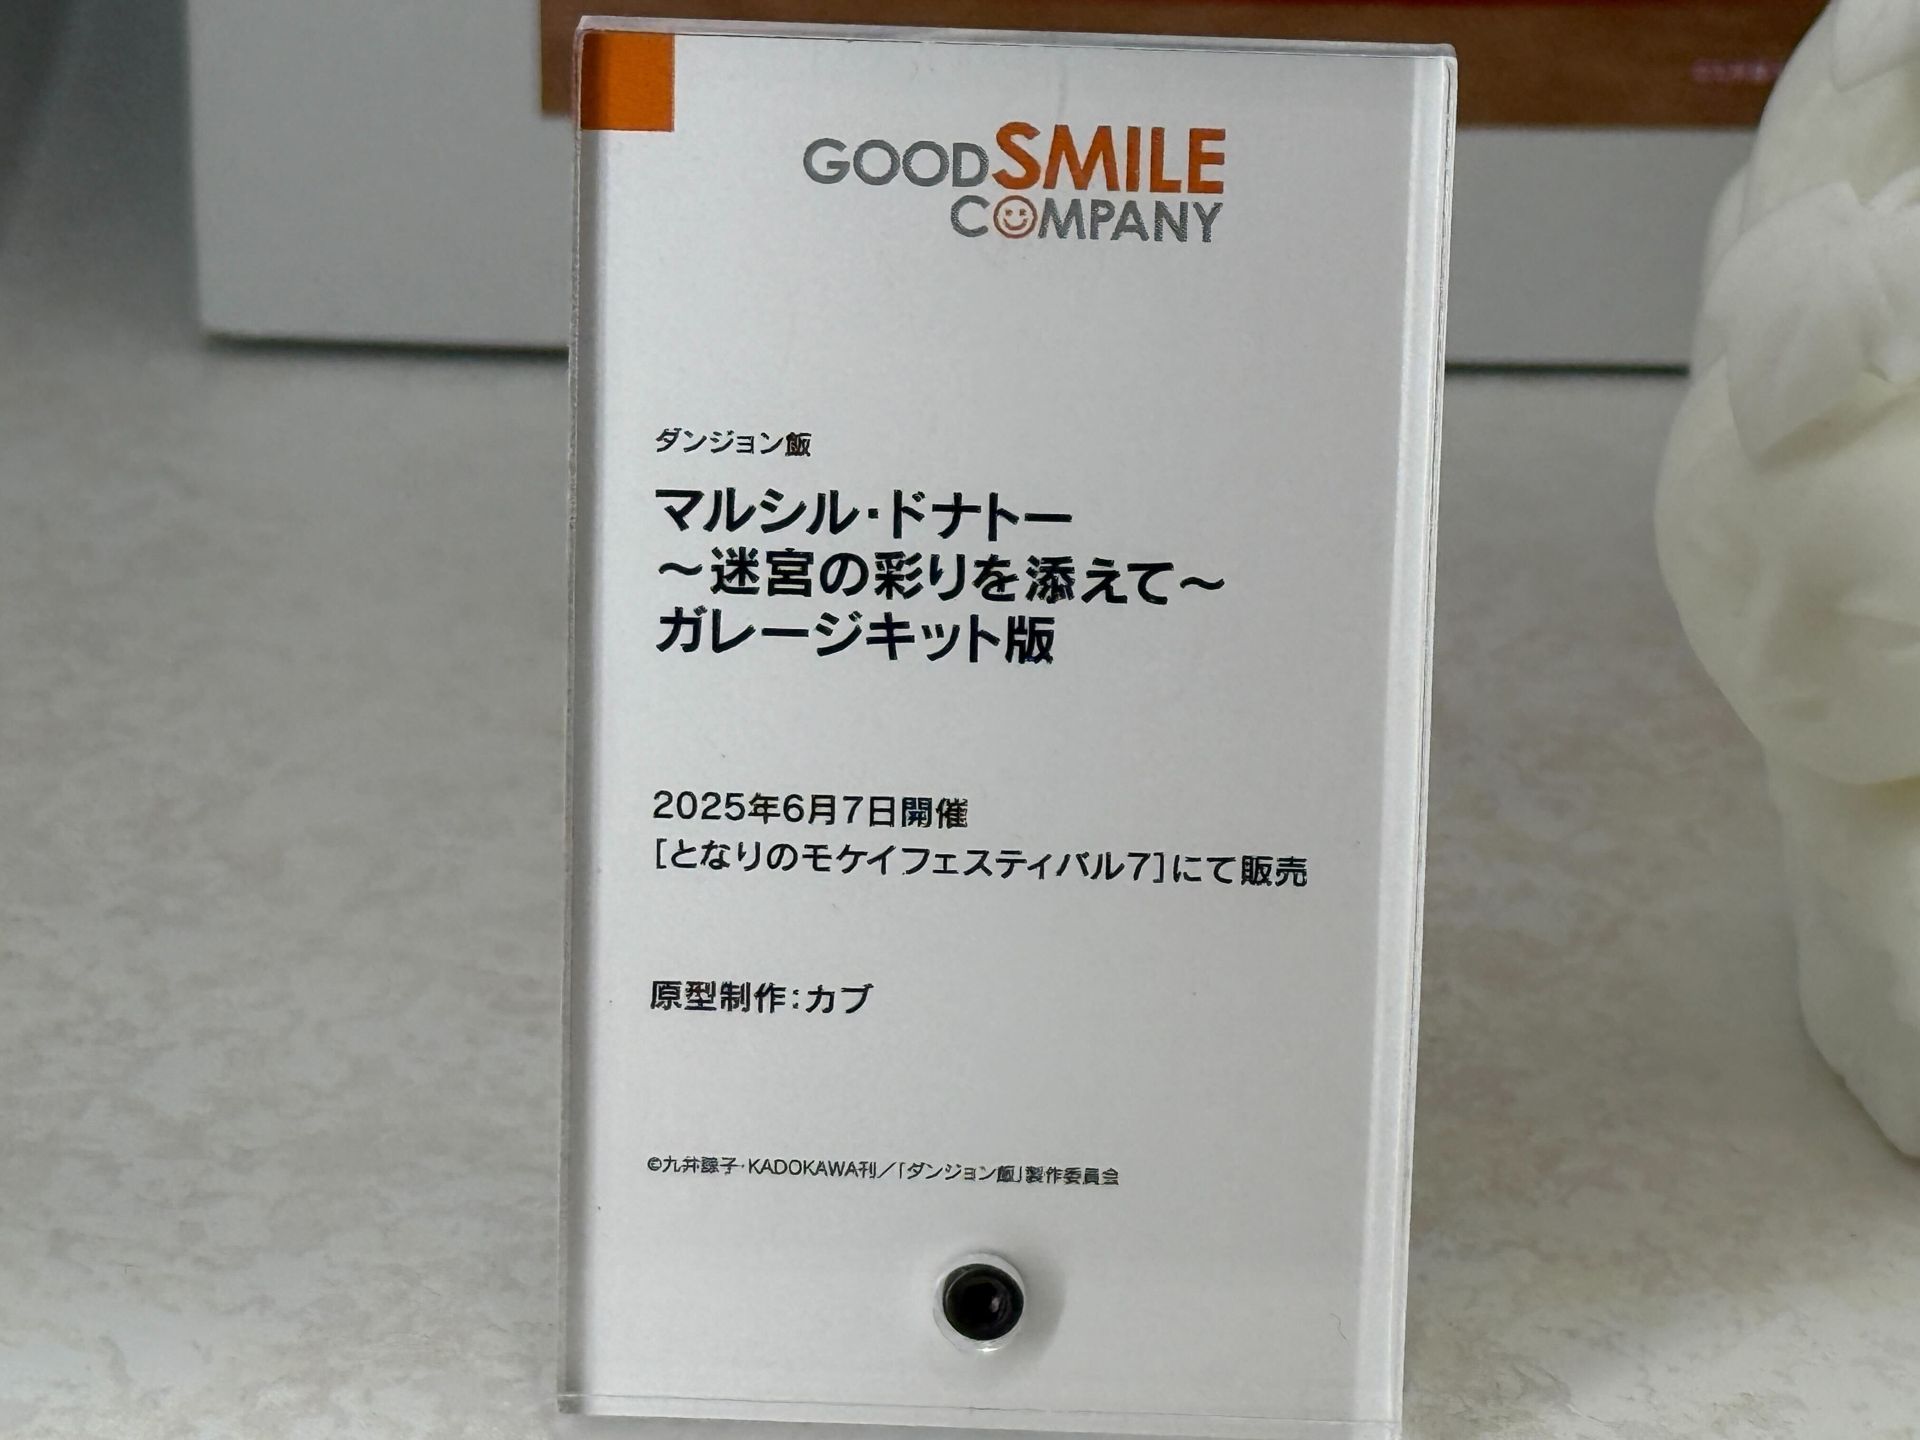 GOODSMILE
COMPANY
ダンジョン飯
マルシル・ドナトー
～迷宮の彩りを添えて～
ガレージキット版
2025年6月7日開催
[となりのモケイフェスティバル7]にて販売
原型制作：カブ
©九井諒子・KADOKAWA刊／「ダンジョン飯」製作委員会